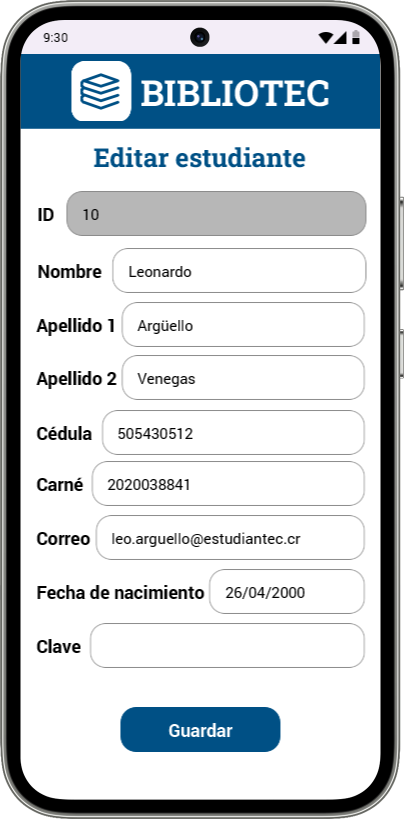 9:30
BIBLIOTEC
Editar estudiante
ID 10
Nombre Leonardo
Apellido 1 Argüello
Apellido 2 Venegas
Cédula 505430512
Carné 2020038841
Correo leo.arguello@estudiantec.cr
Fecha de nacimiento 26/04/2000
Clave
Guardar